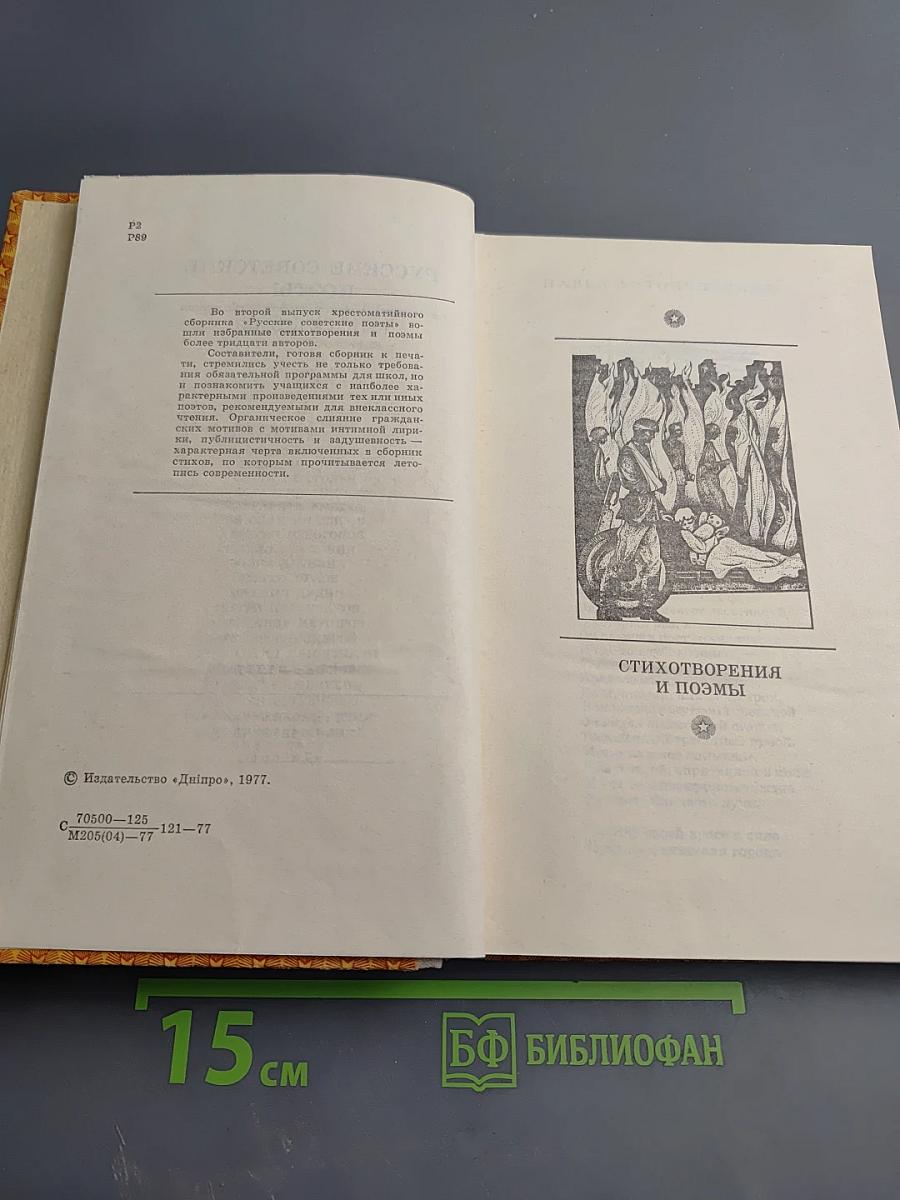 Р2
Р89
Во второй выпуск хрестоматийного
сборника «Русские советские поэты» во-
шли избранные стихотворения и поэмы
более тридцати авторов.
Составители, готовя сборник к печа-
ти, стремились учесть не только требова-
ния обязательной программы для школ, но
и познакомить учащихся с наиболее ха-
рактерными произведениями тех или иных
поэтов, рекомендуемыми для внеклассного
чтения. Органическое слияние граждан-
ских мотивов с мотивами интимной лири-
ки, публицистичность и задушевность —
характерная черта включенных в сборник
стихов, по которым прочитывается лето-
пись современности.
© Издательство «Дніпро», 1977.
С 70500—125
М205(04)—77 -121—77
СТИХОТВОРЕНИЯ
И ПОЭМЫ
15 см
БФ БИБЛИОФАН